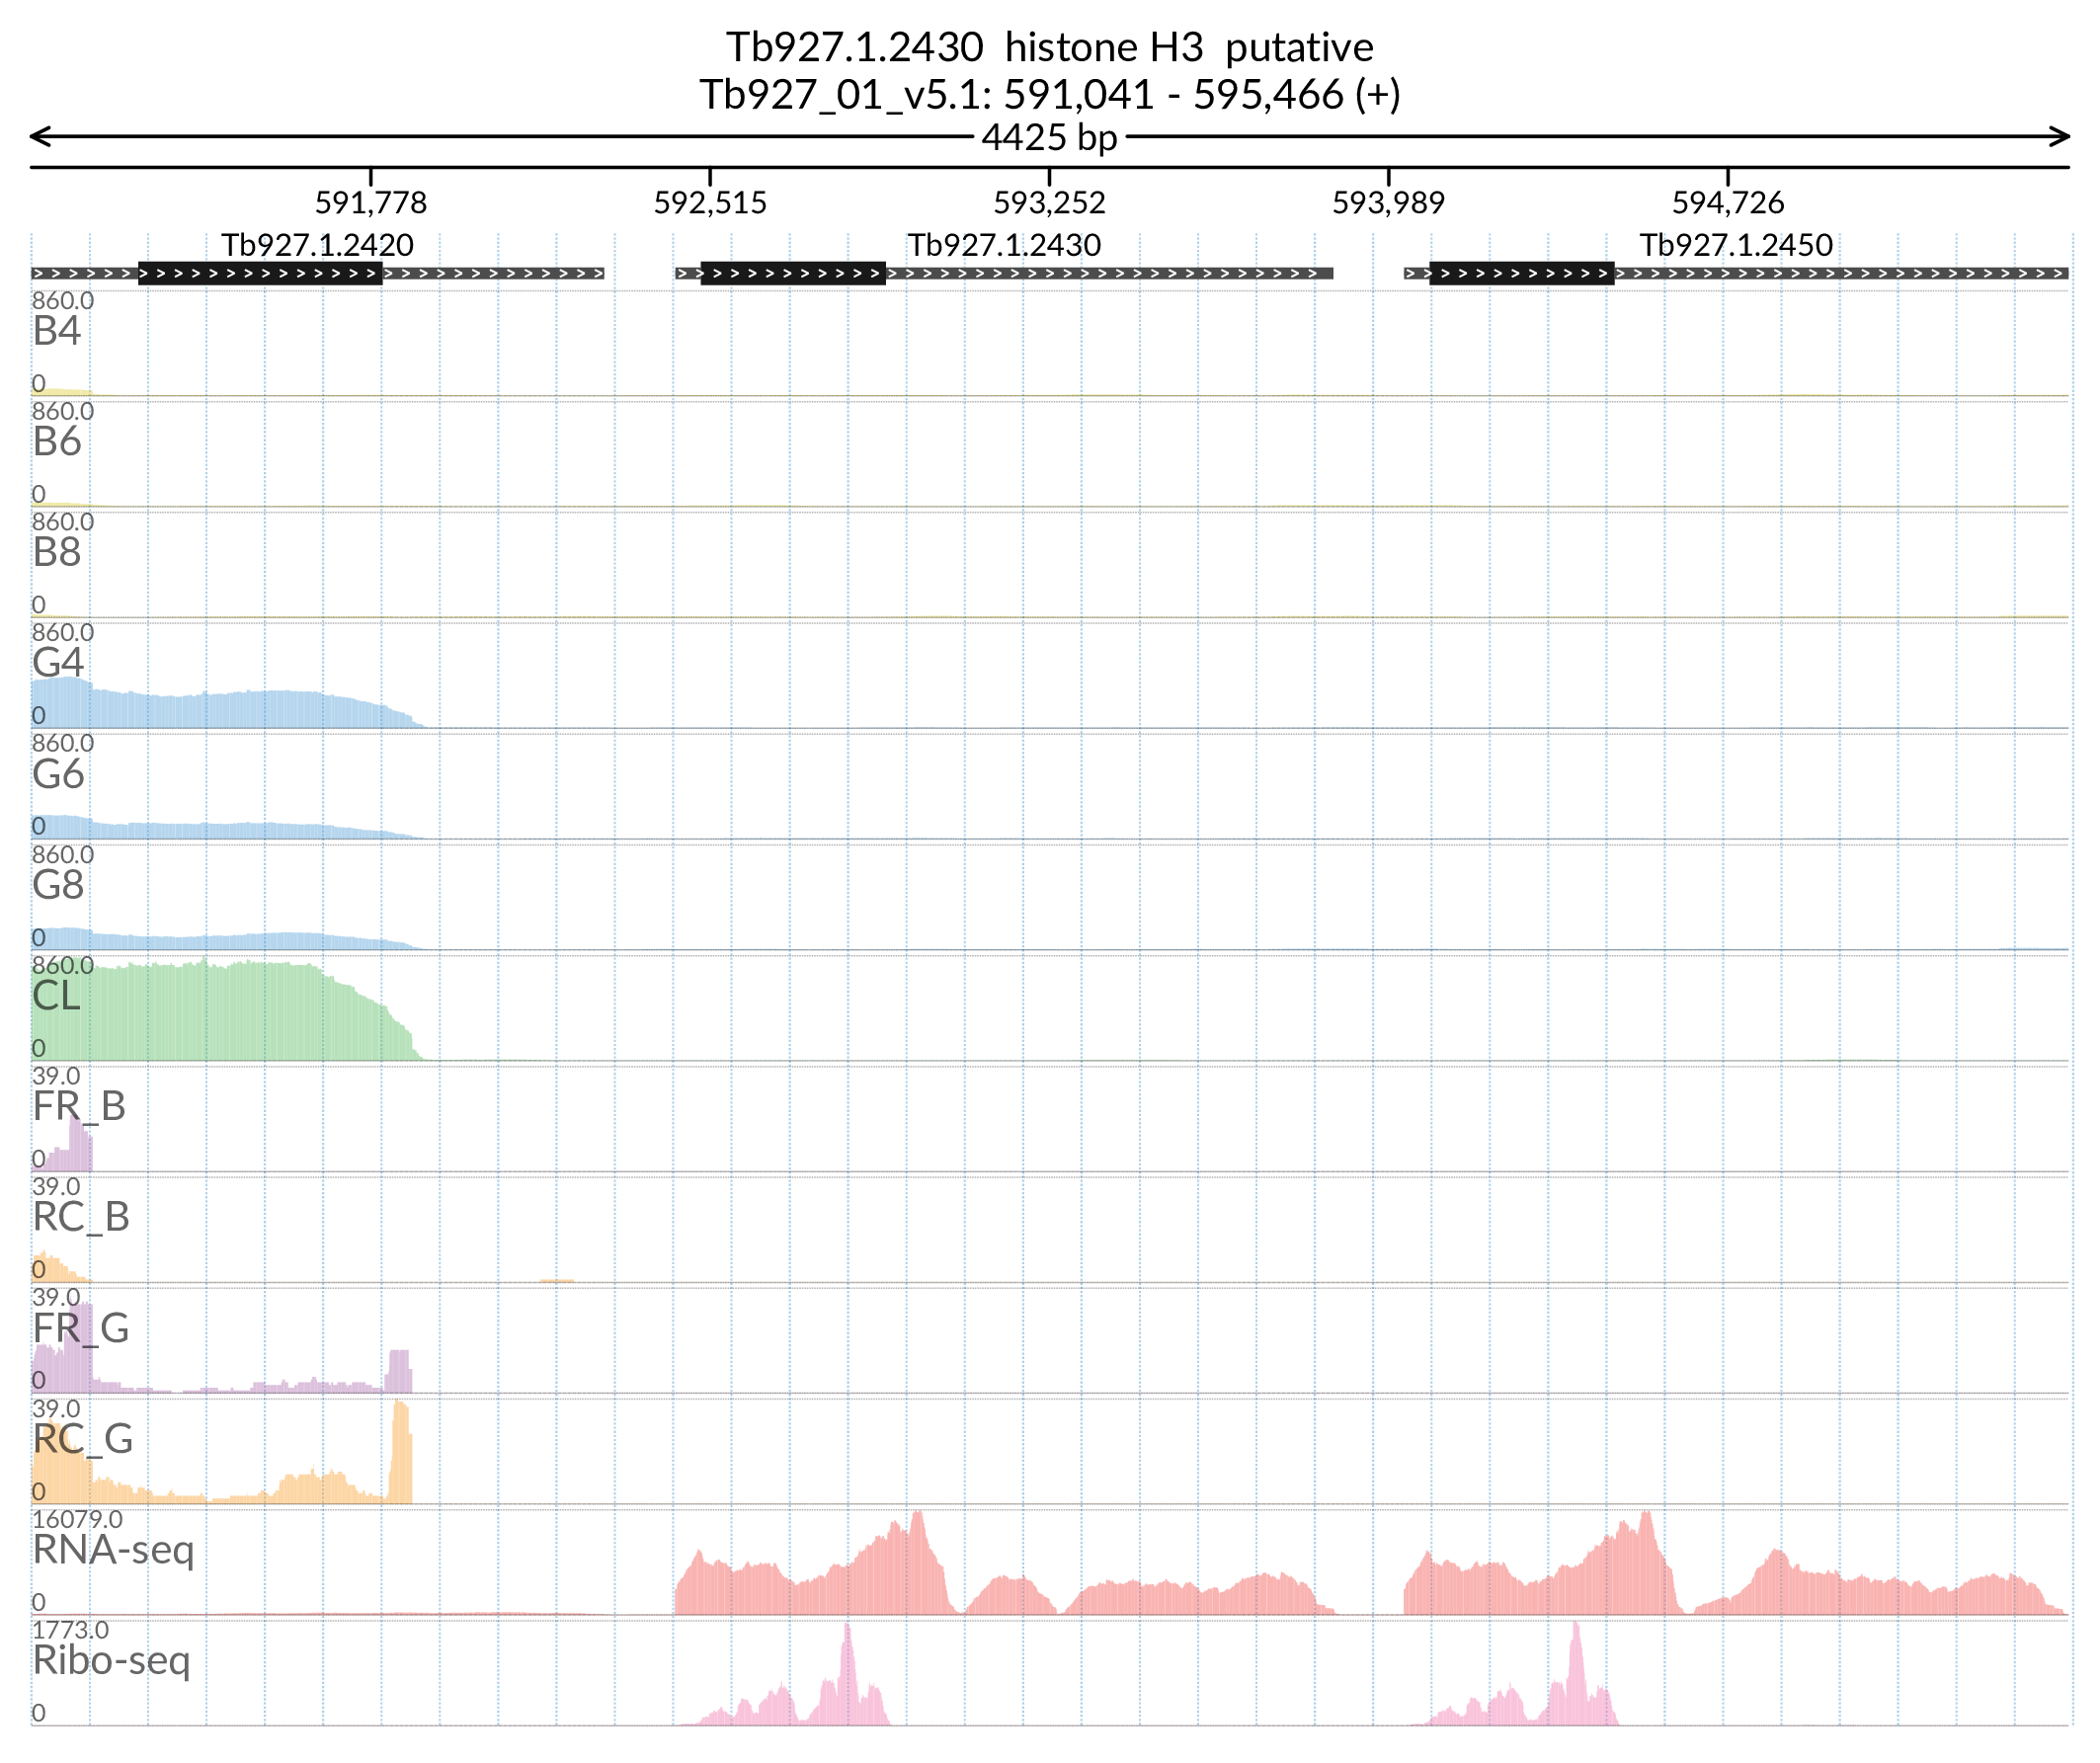 Tb927.1.2430  histone H3  putative
Tb927_01_v5.1: 591,041 - 595,466 (+)
4425 bp
591,778 592,515 593,252 593,989 594,726
Tb927.1.2420 Tb927.1.2430 Tb927.1.2450
860.0
B4
0
860.0
B6
0
860.0
B8
0
860.0
G4
0
860.0
G6
0
860.0
G8
0
860.0
CL
0
39.0
FR_B
0
39.0
RC_B
0
39.0
FR_G
0
39.0
RC_G
0
16079.0
RNA-seq
0
1773.0
Ribo-seq
0